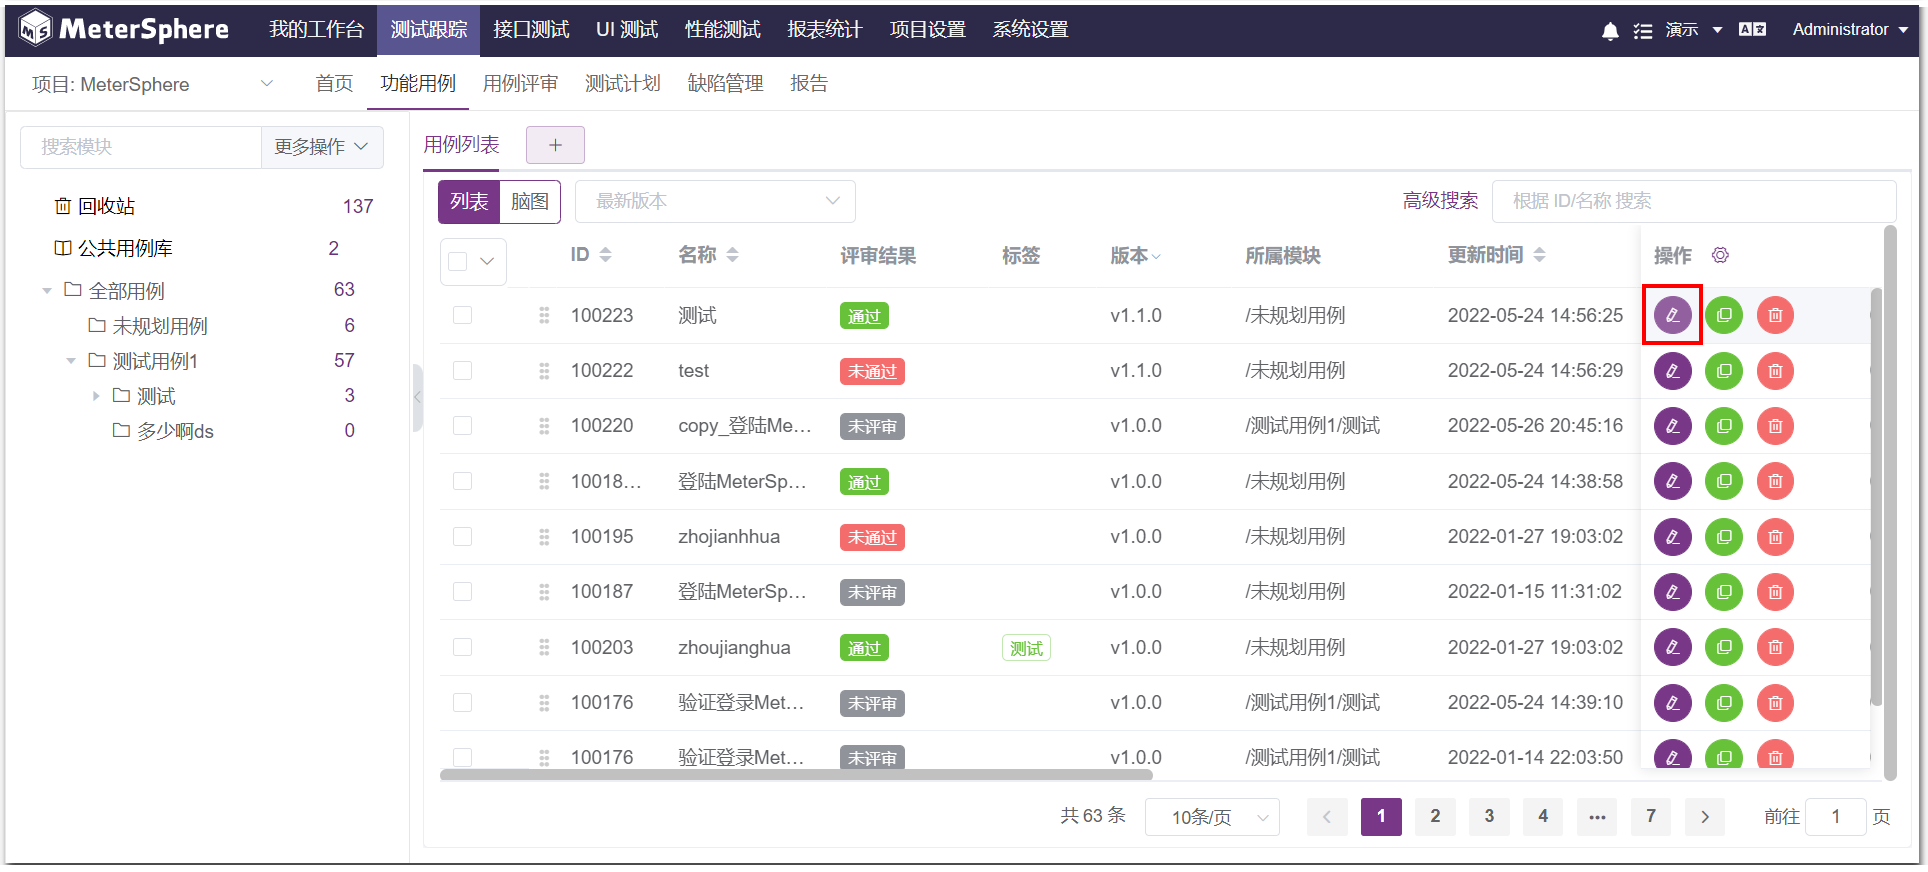 MeterSphere 我的工作台 测试跟踪 接口测试 UI 测试 性能测试 报表统计 项目设置 系统设置 演示 Administrator
项目: MeterSphere 首页 功能用例 用例评审 测试计划 缺陷管理 报告
搜索模块 更多操作
回收站 137
公共用例库 2
全部用例 63
未规划用例 6
测试用例1 57
测试 3
多少啊ds 0
用例列表 +
列表 脑图 最新版本 高级搜索 根据 ID/名称 搜索
ID 名称 评审结果 标签 版本 所属模块 更新时间 操作
100223 测试 通过 v1.1.0 /未规划用例 2022-05-24 14:56:25
100222 test 未通过 v1.1.0 /未规划用例 2022-05-24 14:56:29
100220 copy_登陆Me... 未评审 v1.0.0 /测试用例1/测试 2022-05-26 20:45:16
10018... 登陆MeterSp... 通过 v1.0.0 /未规划用例 2022-05-24 14:38:58
100195 zhojianhhua 未通过 v1.0.0 /未规划用例 2022-01-27 19:03:02
100187 登陆MeterSp... 未评审 v1.0.0 /未规划用例 2022-01-15 11:31:02
100203 zhoujianghua 通过 测试 v1.0.0 /未规划用例 2022-01-27 19:03:02
100176 验证登录Met... 未评审 v1.0.0 /测试用例1/测试 2022-05-24 14:39:10
100176 验证登录Met... 未评审 v1.0.0 /测试用例1/测试 2022-01-14 22:03:50
共 63 条 10条/页 < 1 2 3 4 ... 7 > 前往 1 页